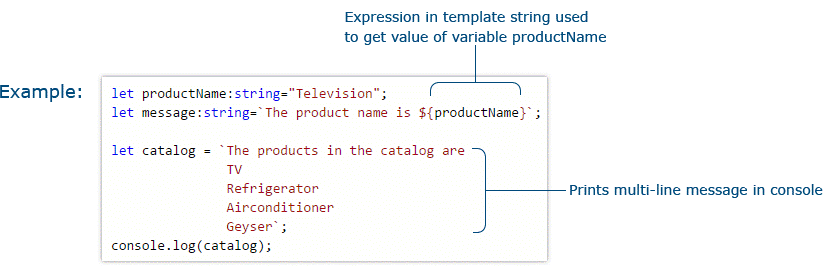 Expression in template string used
to get value of variable productName
Example:
let productName:string="Television";
let message:string=`The product name is ${productName}`;
let catalog = `The products in the catalog are
TV
Refrigerator
Airconditioner
Geyser`;
console.log(catalog);
Prints multi-line message in console